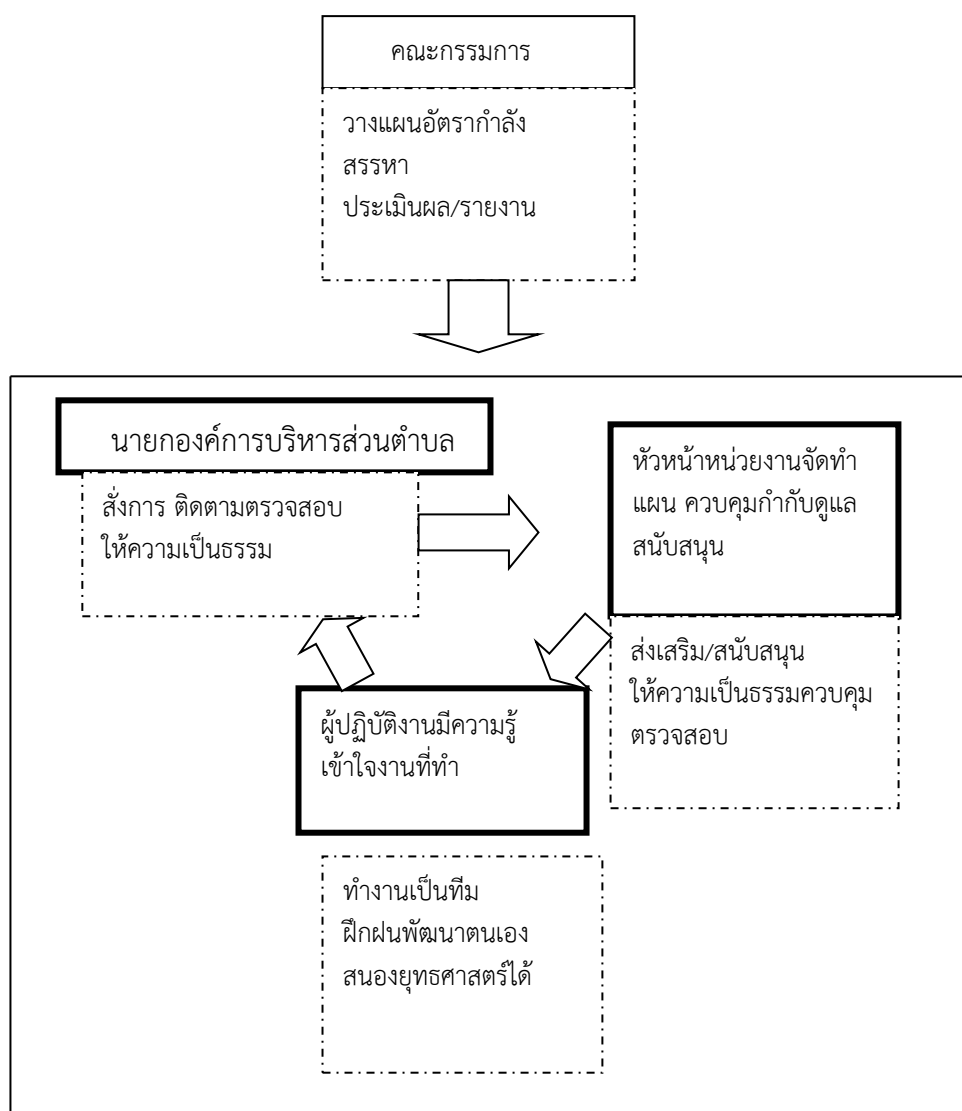 คณะกรรมการ
วางแผนอัตรากำลัง
สรรหา
ประเมินผล/รายงาน
นายกองค์การบริหารส่วนตำบล
สั่งการ ติดตามตรวจสอบ
ให้ความเป็นธรรม
หัวหน้าหน่วยงานจัดทำ
แผน ควบคุมกำกับดูแล
สนับสนุน
ส่งเสริม/สนับสนุน
ให้ความเป็นธรรมควบคุม
ตรวจสอบ
ผู้ปฏิบัติงานมีความรู้
เข้าใจงานที่ทำ
ทำงานเป็นทีม
ฝึกฝนพัฒนาตนเอง
สนองยุทธศาสตร์ได้